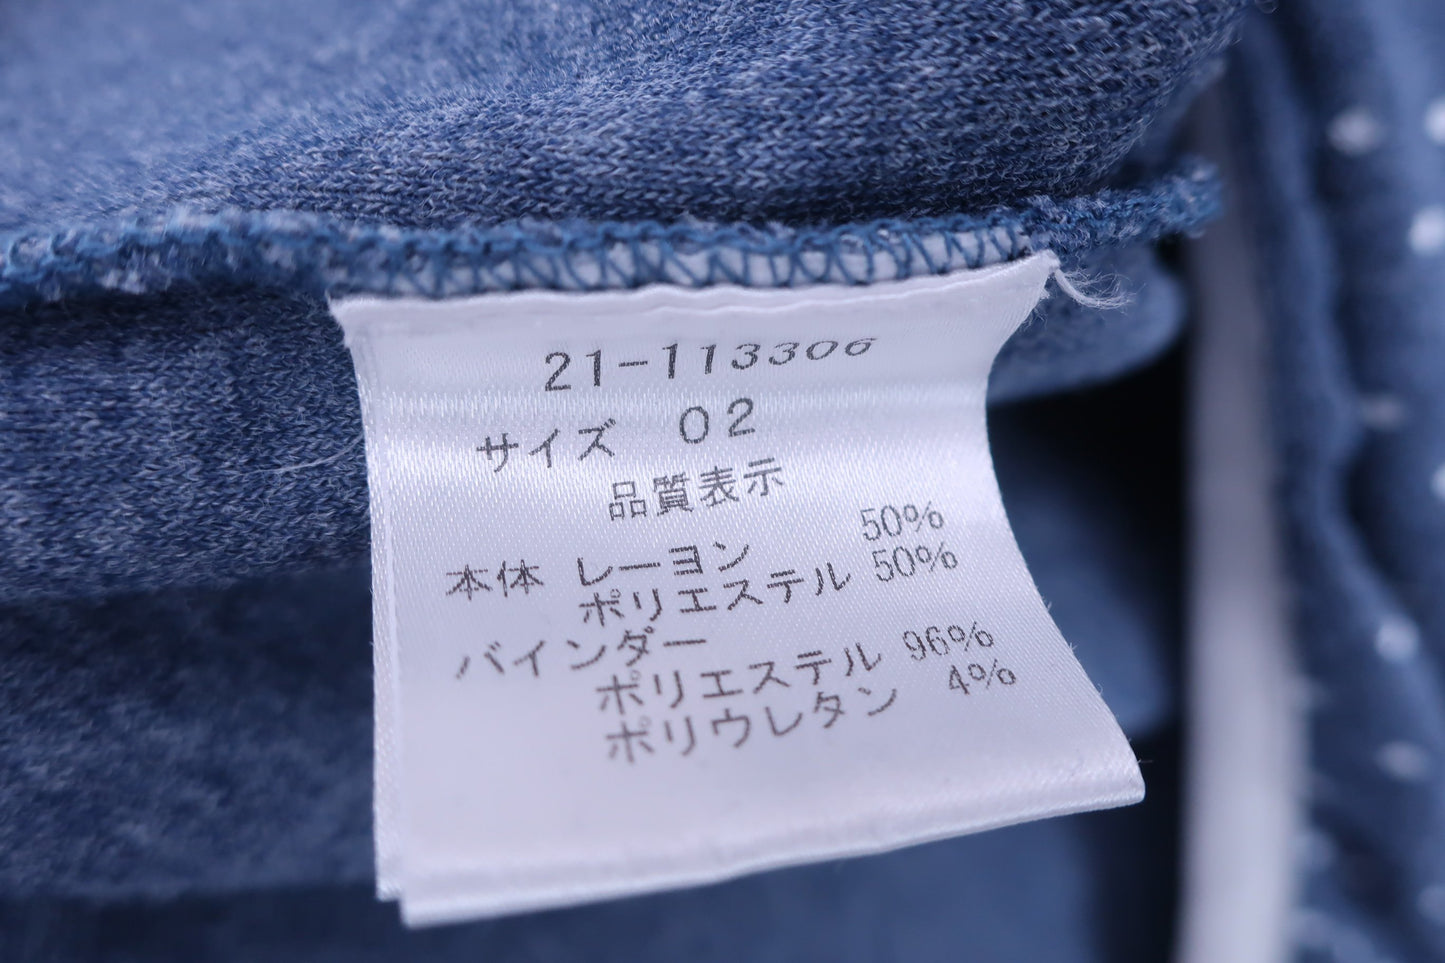 21-113306
サイズ 02
品質表示
本体 レーヨン 50%
ポリエステル 50%
バインダー
ポリエステル 96%
ポリウレタン 4%